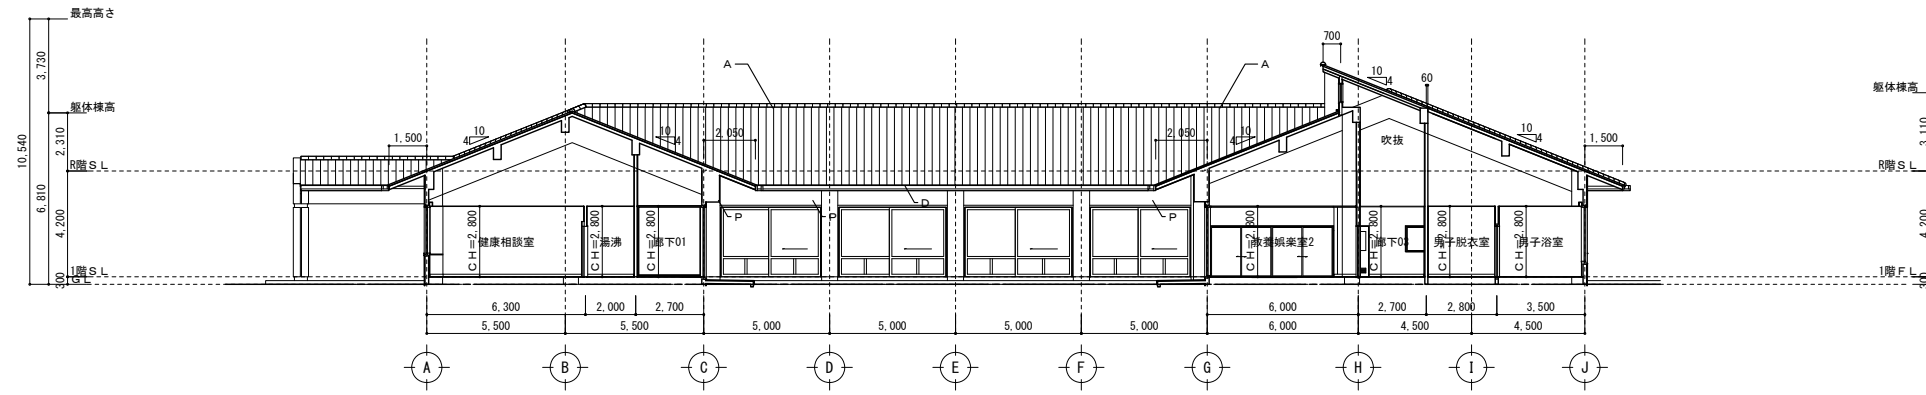 最高高さ
700
3,730
A
A
10
4
60
躯体棟高
躯体棟高
10,540
2,310
1,500
10
4
10
4
2,050
2,050
10
4
吹抜
10
4
1,500
3,110
R階ＳＬ
R階ＳＬ
6,810
4,200
P
P
D
P
4,200
健康相談室
CH=2,800
湯沸
CH=2,800
廊下01
CH=2,800
教養娯楽室2
CH=2,800
廊下03
CH=2,800
男子脱衣室
CH=2,800
男子浴室
CH=2,800
1階ＳＬ
1階ＦＬ
300
ＧＬ
300
6,300 2,000 2,700 6,000 2,700 2,800 3,500
5,500 5,500 5,000 5,000 5,000 5,000 6,000 4,500 4,500
A B C D E F G H I J